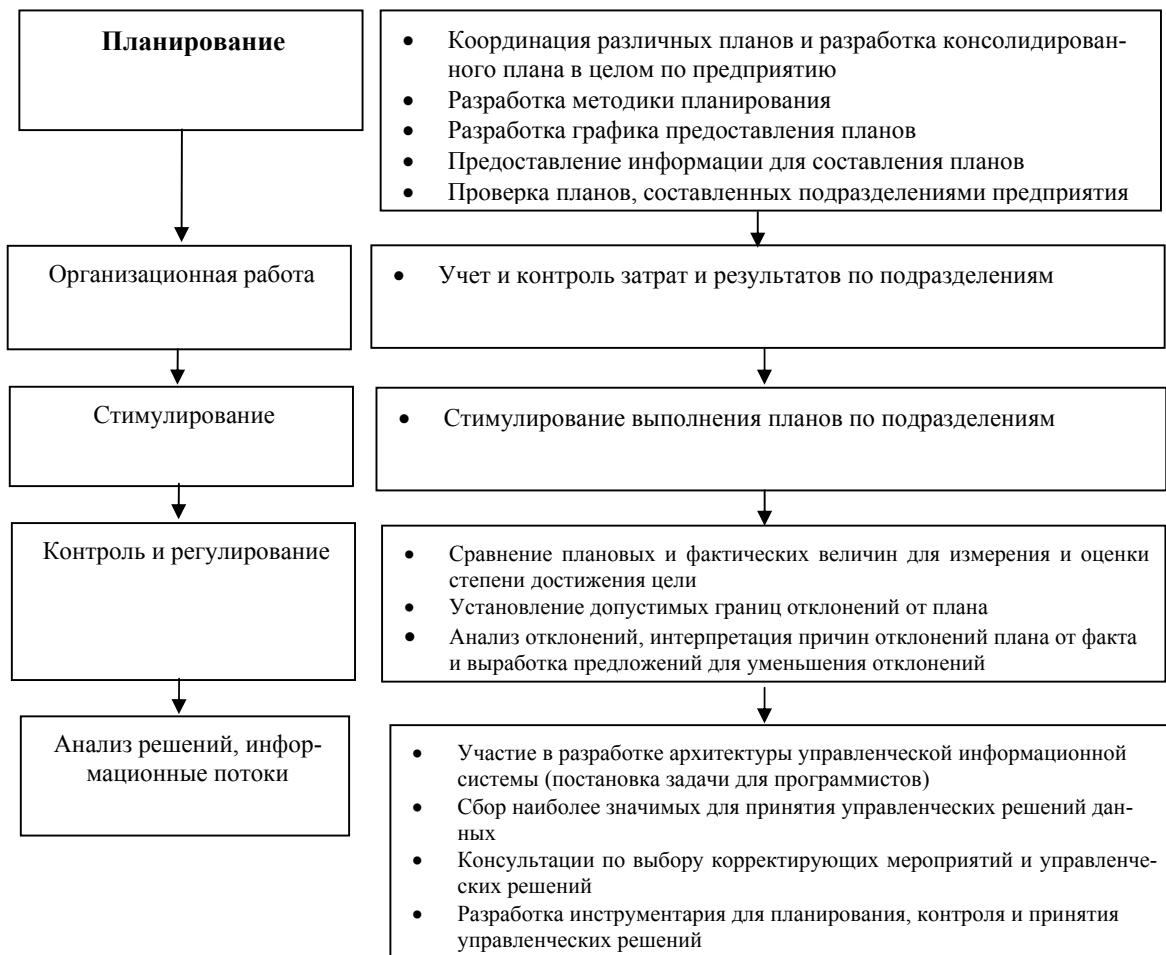 Планирование
• Координация различных планов и разработка консолидирован-
ного плана в целом по предприятию
• Разработка методики планирования
• Разработка графика предоставления планов
• Предоставление информации для составления планов
• Проверка планов, составленных подразделениями предприятия
Организационная работа
• Учет и контроль затрат и результатов по подразделениям
Стимулирование
• Стимулирование выполнения планов по подразделениям
Контроль и регулирование
• Сравнение плановых и фактических величин для измерения и оценки
степени достижения цели
• Установление допустимых границ отклонений от плана
• Анализ отклонений, интерпретация причин отклонений плана от факта
и выработка предложений для уменьшения отклонений
Анализ решений, инфор-
мационные потоки
• Участие в разработке архитектуры управленческой информационной
системы (постановка задачи для программистов)
• Сбор наиболее значимых для принятия управленческих решений дан-
ных
• Консультации по выбору корректирующих мероприятий и управленче-
ских решений
• Разработка инструментария для планирования, контроля и принятия
управленческих решений